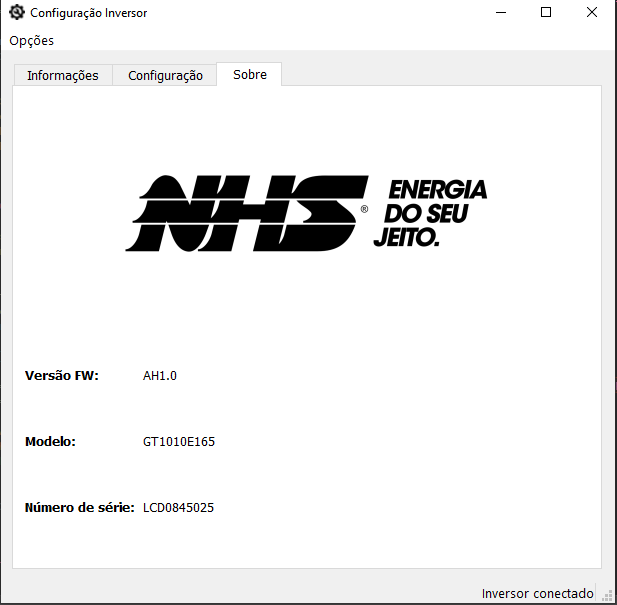 Configuração Inversor
Opções
Informações Configuração Sobre
NHS® ENERGIA
DO SEU
JEITO.
Versão FW: AH1.0
Modelo: GT1010E165
Número de série: LCD0845025
Inversor conectado